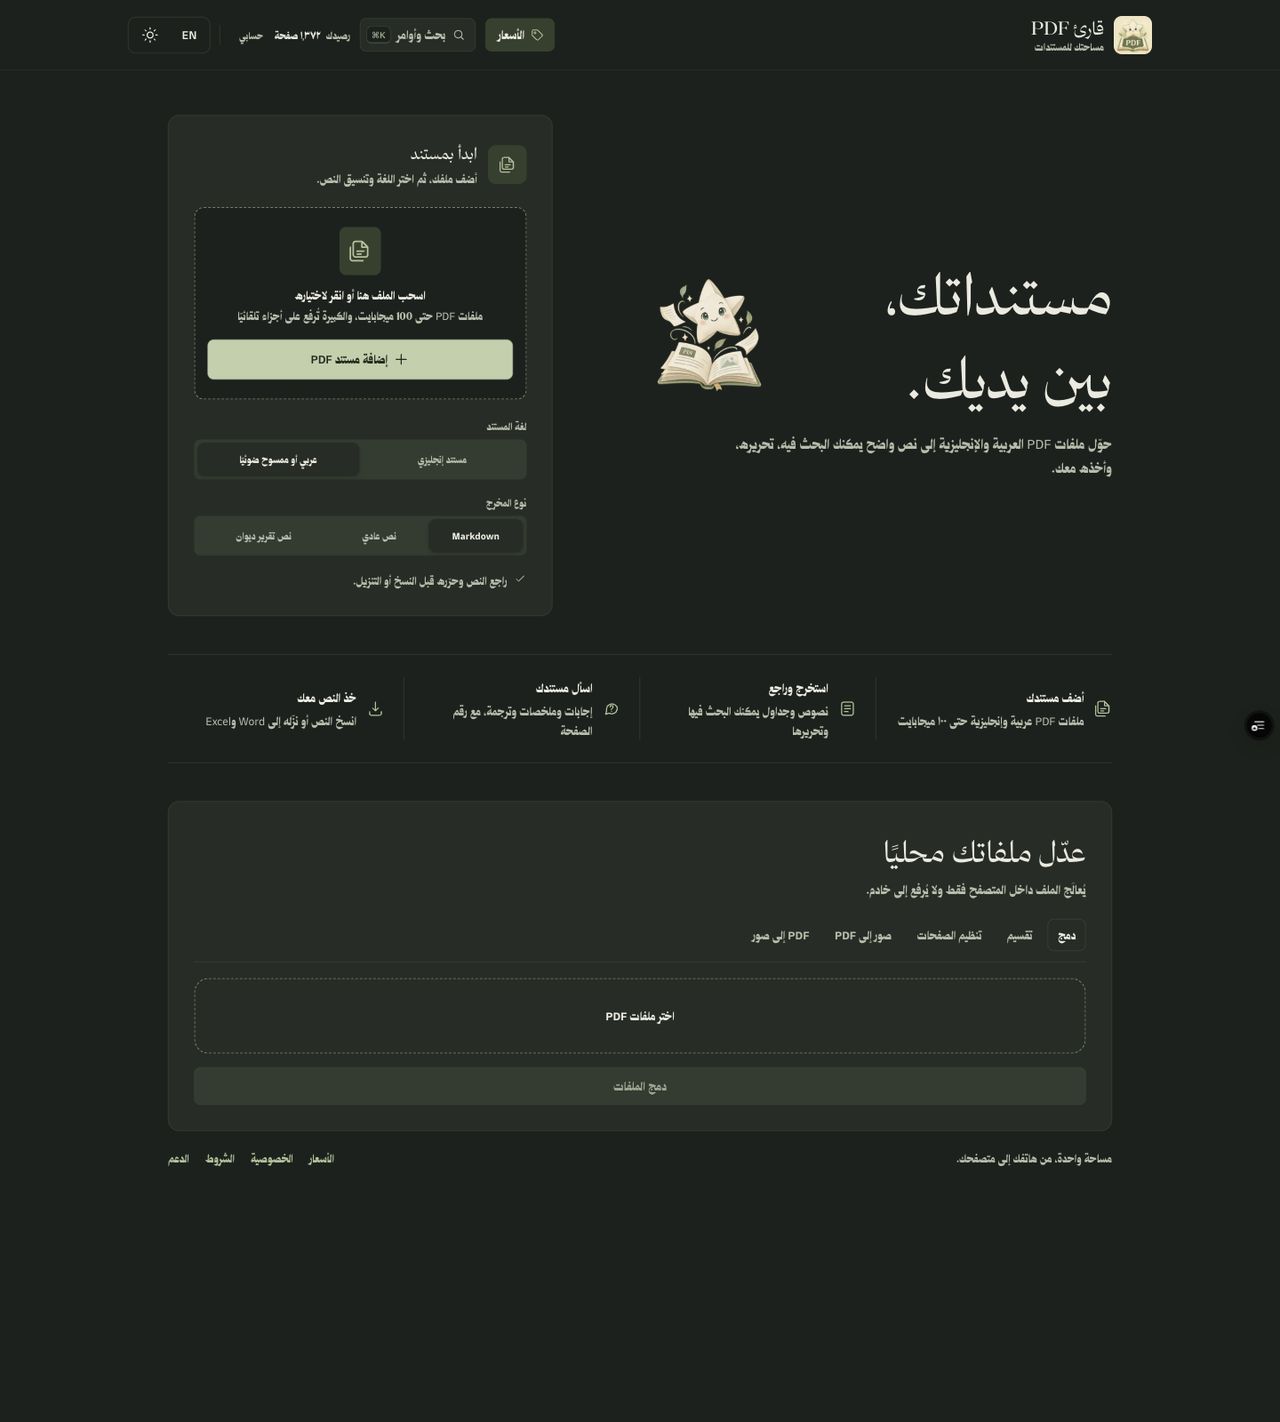 قارئ PDF
مساحتك للمستندات
الأسعار
بحث وأوامر ⌘K
رصيدك ١٬٣٧٢ صفحة
حسابي
EN
مستنداتك،
بين يديك.
حوّل ملفات PDF العربية والإنجليزية إلى نص واضح يمكنك البحث فيه، تحريره،
وأخذه معك.
PDF
ابدأ بمستند
أضف ملفك، ثم اختر اللغة وتنسيق النص.
اسحب الملف هنا أو انقر لاختياره
ملفات PDF حتى 100 ميجابايت، والكبيرة تُرفع على أجزاء تلقائيًا
إضافة مستند PDF
لغة المستند
مستند إنجليزي
عربي أو ممسوح ضوئيًا
نوع المخرج
Markdown
نص عادي
نص تقرير ديوان
راجع النص وحرّره قبل النسخ أو التنزيل.
أضف مستندك
ملفات PDF عربية وإنجليزية حتى ١٠٠ ميجابايت
استخرج وراجع
نصوص وجداول يمكنك البحث فيها
وتحريرها
اسأل مستندك
إجابات وملخصات وترجمة، مع رقم
الصفحة
خذ النص معك
انسخ النص أو نزّله إلى Word وExcel
عدّل ملفاتك محليًا
يُعالَج الملف داخل المتصفح فقط ولا يُرفع إلى خادم.
دمج
تقسيم
تنظيم الصفحات
صور إلى PDF
PDF إلى صور
اختر ملفات PDF
دمج الملفات
مساحة واحدة، من هاتفك إلى متصفحك.
الأسعار
الخصوصية
الشروط
الدعم